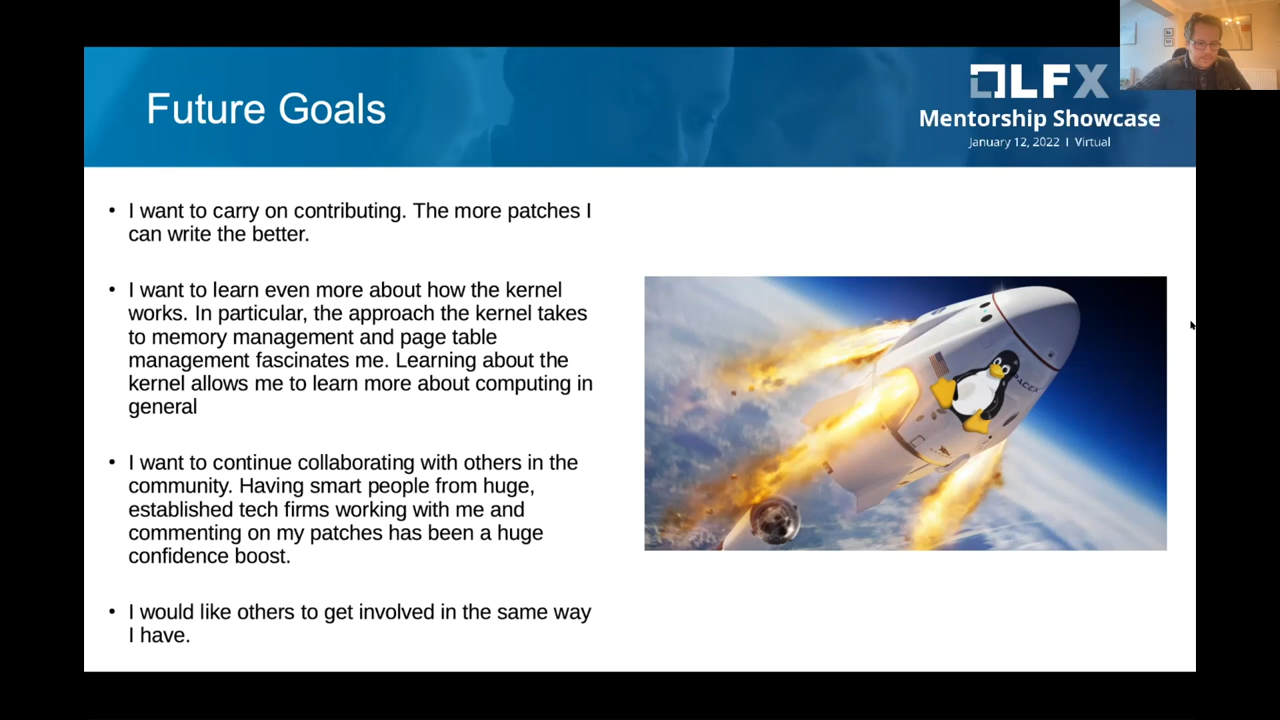 Future Goals
LFX
Mentorship Showcase
January 12, 2022 | Virtual
• I want to carry on contributing. The more patches I
can write the better.
• I want to learn even more about how the kernel
works. In particular, the approach the kernel takes
to memory management and page table
management fascinates me. Learning about the
kernel allows me to learn more about computing in
general
• I want to continue collaborating with others in the
community. Having smart people from huge,
established tech firms working with me and
commenting on my patches has been a huge
confidence boost.
• I would like others to get involved in the same way
I have.